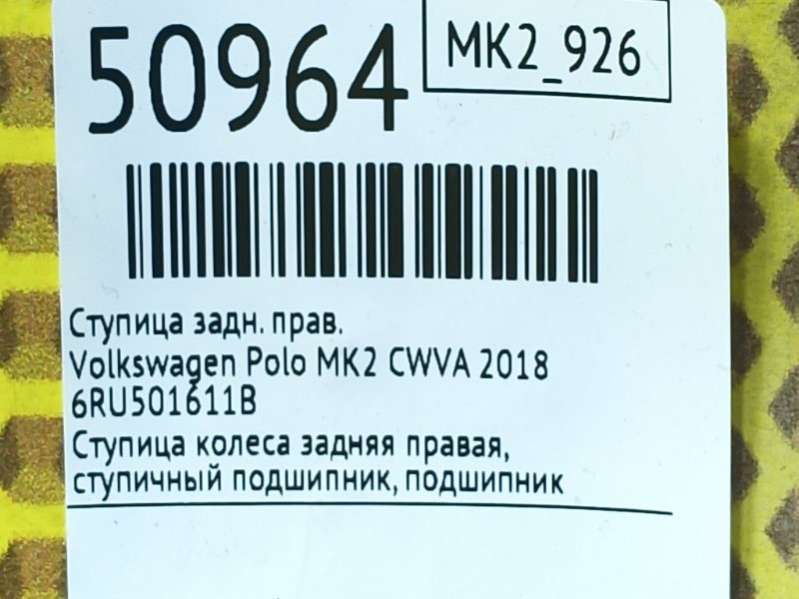 50964
MK2_926
Ступица задн. прав.
Volkswagen Polo MK2 CWVA 2018
6RU501611B
Ступица колеса задняя правая,
ступичный подшипник, подшипник